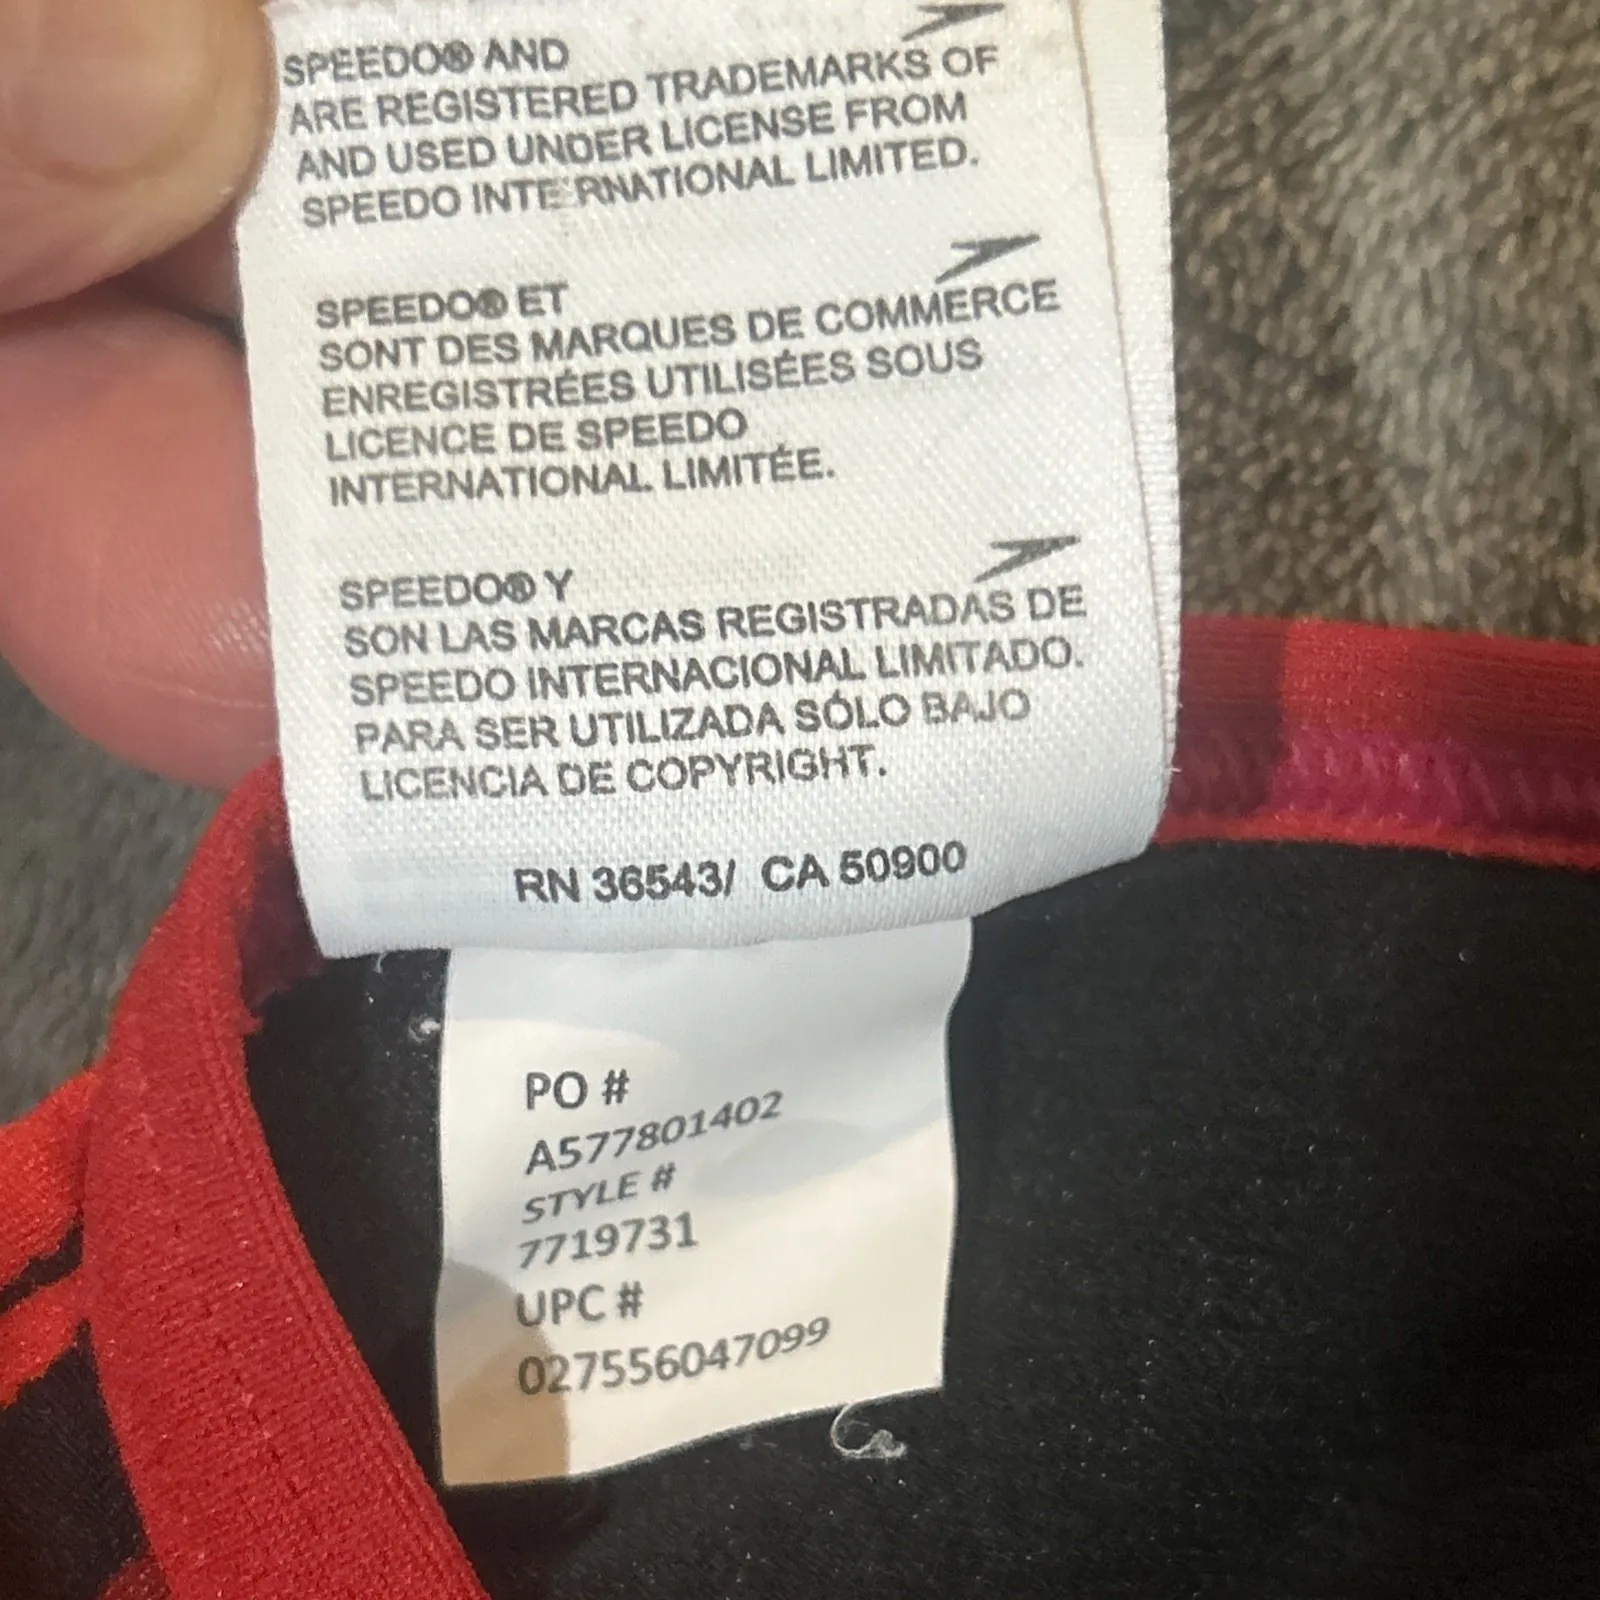 SPEEDO® AND
ARE REGISTERED TRADEMARKS OF
AND USED UNDER LICENSE FROM
SPEEDO INTERNATIONAL LIMITED.
SPEEDO® ET
SONT DES MARQUES DE COMMERCE
ENREGISTRÉES UTILISÉES SOUS
LICENCE DE SPEEDO
INTERNATIONAL LIMITÉE.
SPEEDO® Y
SON LAS MARCAS REGISTRADAS DE
SPEEDO INTERNACIONAL LIMITADO.
PARA SER UTILIZADA SÓLO BAJO
LICENCIA DE COPYRIGHT.
RN 36543/ CA 50900
PO #
A577801402
STYLE #
7719731
UPC #
027556047099